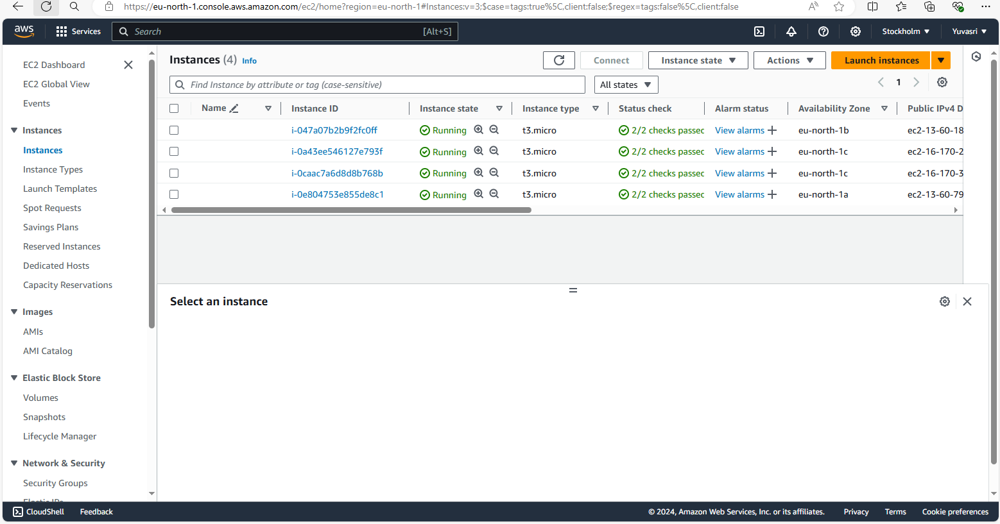 https://eu-north-1.console.aws.amazon.com/ec2/home?region=eu-north-1#Instances:v=3;$case=tags:true%5C,client:false;$regex=tags:false%5C,client:false
aws Services Search [Alt+S] Stockholm Yuvasri
EC2 Dashboard
EC2 Global View
Events
Instances
Instances
Instance Types
Launch Templates
Spot Requests
Savings Plans
Reserved Instances
Dedicated Hosts
Capacity Reservations
Images
AMIs
AMI Catalog
Elastic Block Store
Volumes
Snapshots
Lifecycle Manager
Network & Security
Security Groups
Instances (4) Info Connect Instance state Actions Launch instances
Find Instance by attribute or tag (case-sensitive) All states 1
Name Instance ID Instance state Instance type Status check Alarm status Availability Zone Public IPv4 D
i-047a07b2b9f2fc0ff Running t3.micro 2/2 checks passec View alarms + eu-north-1b ec2-13-60-18
i-0a43ee546127e793f Running t3.micro 2/2 checks passec View alarms + eu-north-1c ec2-16-170-2
i-0caac7a6d8d8b768b Running t3.micro 2/2 checks passec View alarms + eu-north-1c ec2-16-170-3
i-0e804753e855de8c1 Running t3.micro 2/2 checks passec View alarms + eu-north-1a ec2-13-60-79
Select an instance
CloudShell Feedback © 2024, Amazon Web Services, Inc. or its affiliates. Privacy Terms Cookie preferences